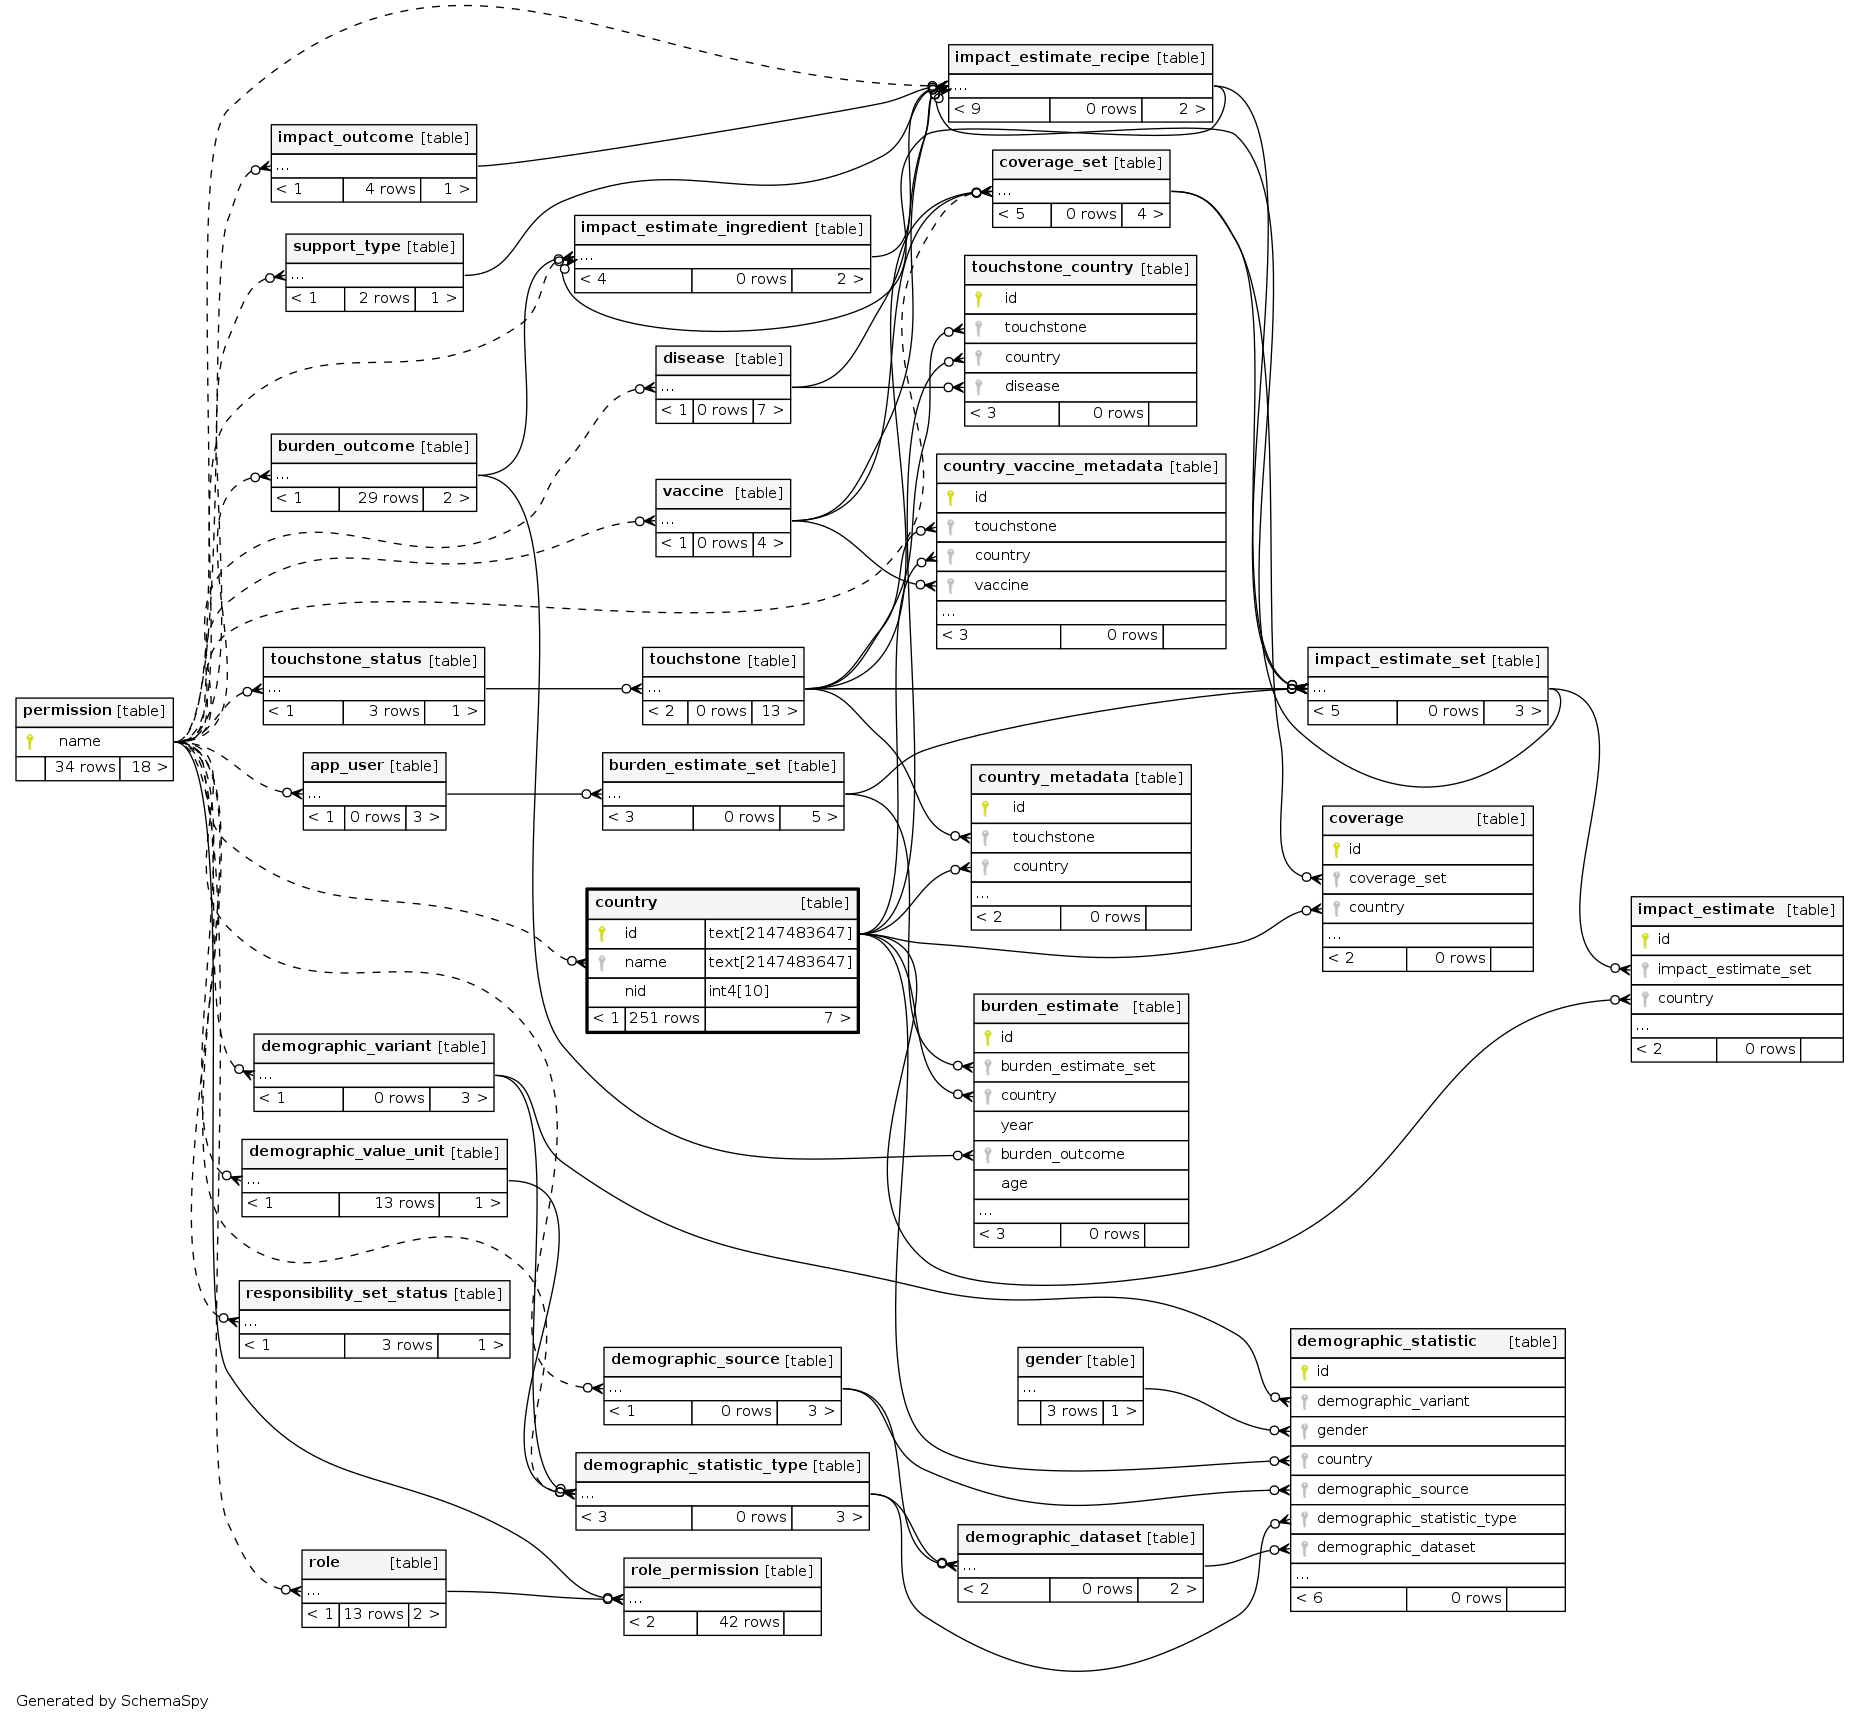 impact_estimate_recipe [table]
...
< 9 0 rows 2 >
impact_outcome [table]
...
< 1 4 rows 1 >
coverage_set [table]
...
< 5 0 rows 4 >
support_type [table]
...
< 1 2 rows 1 >
impact_estimate_ingredient [table]
...
< 4 0 rows 2 >
touchstone_country [table]
id
touchstone
country
disease
< 3 0 rows
disease [table]
...
< 1 0 rows 7 >
burden_outcome [table]
...
< 1 29 rows 2 >
country_vaccine_metadata [table]
id
touchstone
country
vaccine
...
< 3 0 rows
vaccine [table]
...
< 1 0 rows 4 >
touchstone_status [table]
...
< 1 3 rows 1 >
touchstone [table]
...
< 2 0 rows 13 >
impact_estimate_set [table]
...
< 5 0 rows 3 >
permission [table]
name
34 rows 18 >
app_user [table]
...
< 1 0 rows 3 >
burden_estimate_set [table]
...
< 3 0 rows 5 >
country_metadata [table]
id
touchstone
country
...
< 2 0 rows
coverage [table]
id
coverage_set
country
...
< 2 0 rows
country [table]
id text[2147483647]
name text[2147483647]
nid int4[10]
< 1 251 rows 7 >
impact_estimate [table]
id
impact_estimate_set
country
...
< 2 0 rows
burden_estimate [table]
id
burden_estimate_set
country
year
burden_outcome
age
...
< 3 0 rows
demographic_variant [table]
...
< 1 0 rows 3 >
demographic_value_unit [table]
...
< 1 13 rows 1 >
responsibility_set_status [table]
...
< 1 3 rows 1 >
demographic_source [table]
...
< 1 0 rows 3 >
gender [table]
...
3 rows 1 >
demographic_statistic [table]
id
demographic_variant
gender
country
demographic_source
demographic_statistic_type
demographic_dataset
...
< 6 0 rows
demographic_statistic_type [table]
...
< 3 0 rows 3 >
demographic_dataset [table]
...
< 2 0 rows 2 >
role [table]
...
< 1 13 rows 2 >
role_permission [table]
...
< 2 42 rows
Generated by SchemaSpy